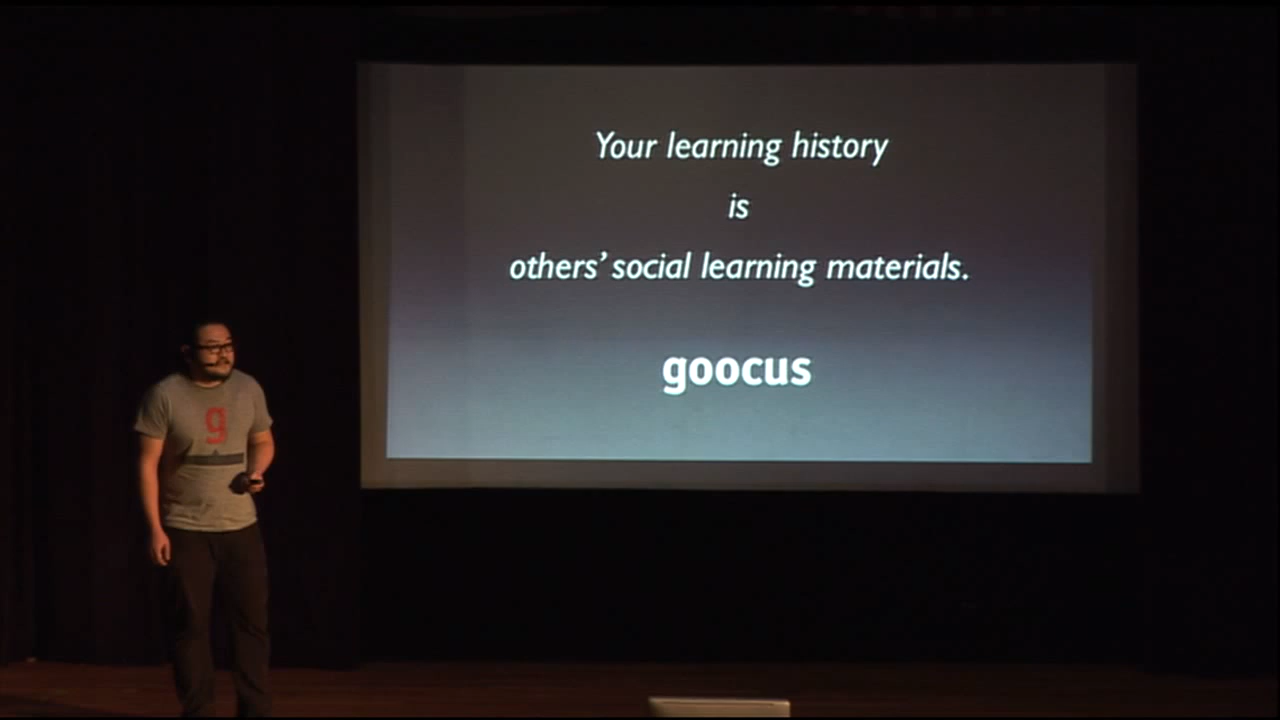 Your learning history
is
others’ social learning materials.
goocus
g